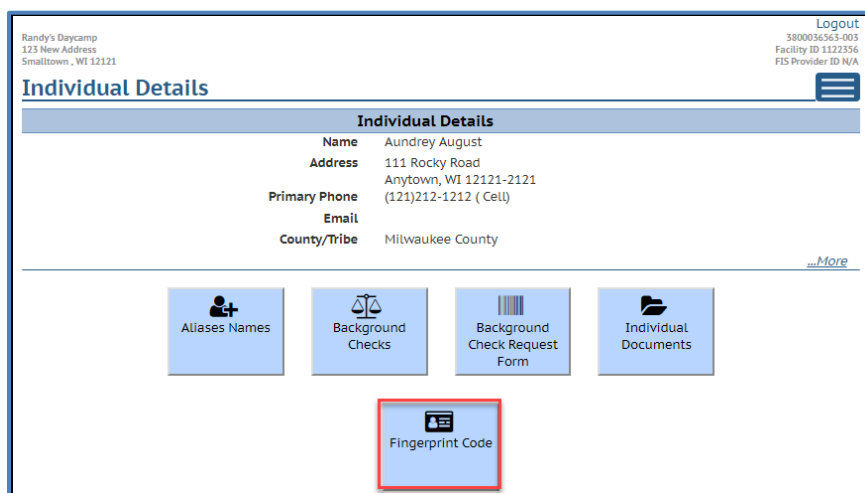 Logout
Randy's Daycamp
123 New Address
Smalltown , WI 12121
3800036563-003
Facility ID 1122356
FIS Provider ID N/A
Individual Details
Individual Details
Name Aundrey August
Address 111 Rocky Road
Anytown, WI 12121-2121
Primary Phone (121)212-1212 ( Cell)
Email
County/Tribe Milwaukee County
...More
Aliases Names
Background
Checks
Background
Check Request
Form
Individual
Documents
Fingerprint Code